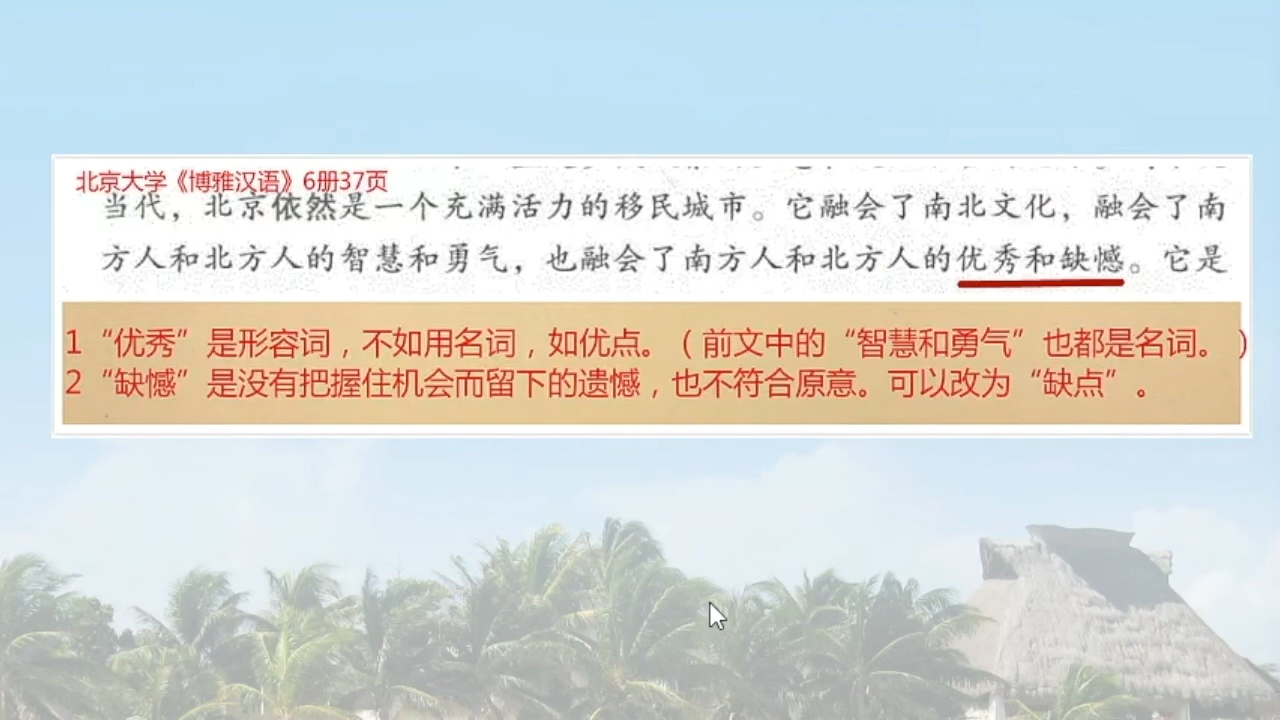 北京大学《博雅汉语》6册37页
当代，北京依然是一个充满活力的移民城市。它融会了南北文化，融会了南
方人和北方人的智慧和勇气，也融会了南方人和北方人的优秀和缺憾。它是
1“优秀”是形容词，不如用名词，如优点。（前文中的“智慧和勇气”也都是名词。）
2“缺憾”是没有把握住机会而留下的遗憾，也不符合原意。可以改为“缺点”。